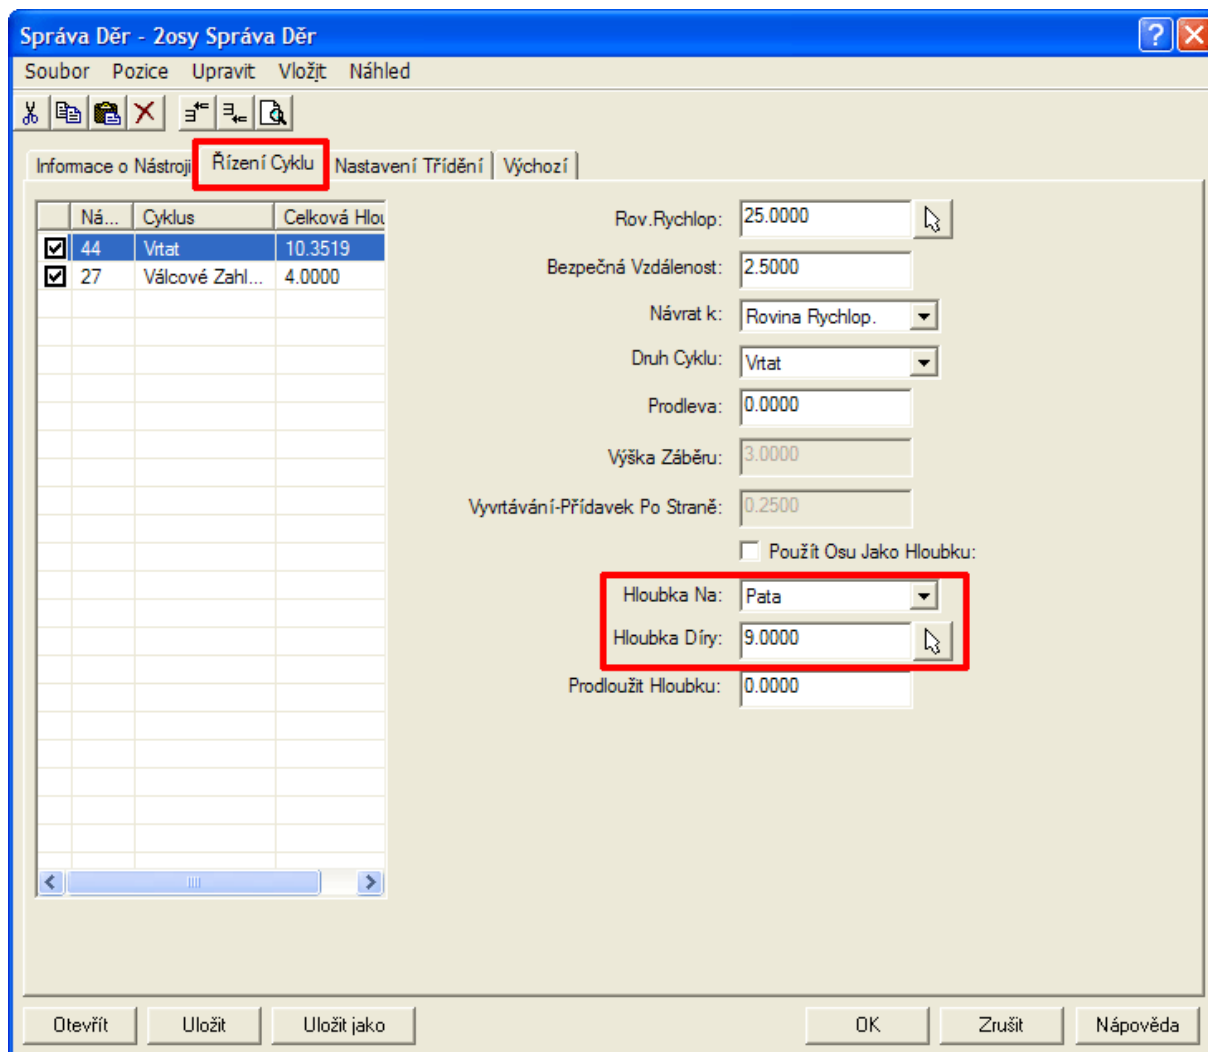 Správa Děr - 2osy Správa Děr
Soubor Pozice Upravit Vložit Náhled
Informace o Nástroji Řízení Cyklu Nastavení Třídění Výchozí
Ná... Cyklus Celková Hlou
44 Vrtat 10.3519
27 Válcové Zahl... 4.0000
Rov.Rychlop: 25.0000
Bezpečná Vzdálenost: 2.5000
Návrat k: Rovina Rychlop.
Druh Cyklu: Vrtat
Prodleva: 0.0000
Výška Záběru: 3.0000
Vyvrtávání-Přídavek Po Straně: 0.2500
Použít Osu Jako Hloubku:
Hloubka Na: Pata
Hloubka Díry: 9.0000
Prodloužit Hloubku: 0.0000
Otevřít Uložit Uložit jako OK Zrušit Nápověda